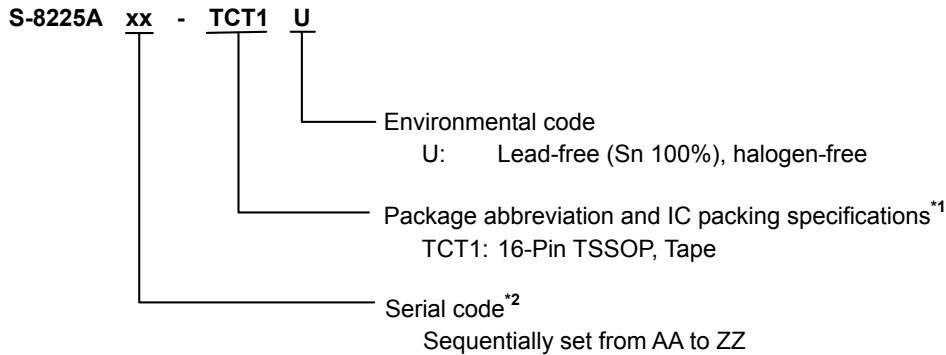 S-8225A xx - TCT1 U
Environmental code
U: Lead-free (Sn 100%), halogen-free
Package abbreviation and IC packing specifications*1
TCT1: 16-Pin TSSOP, Tape
Serial code*2
Sequentially set from AA to ZZ